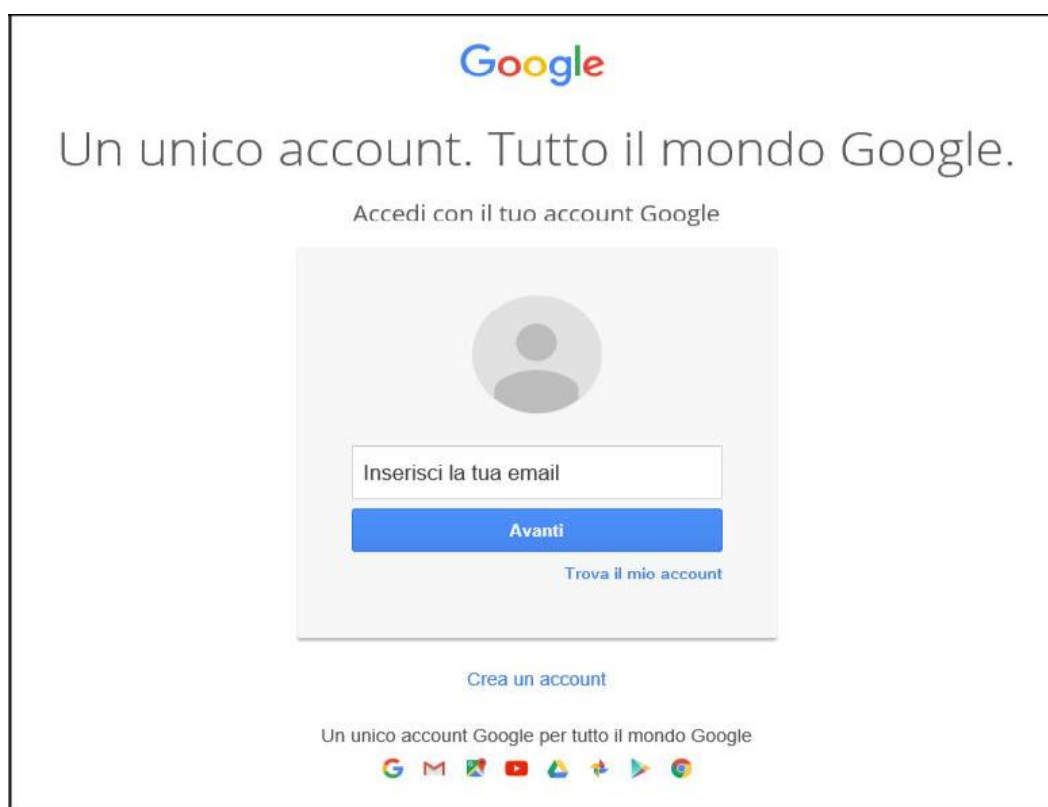 Google
Un unico account. Tutto il mondo Google.
Accedi con il tuo account Google
Inserisci la tua email
Avanti
Trova il mio account
Crea un account
Un unico account Google per tutto il mondo Google